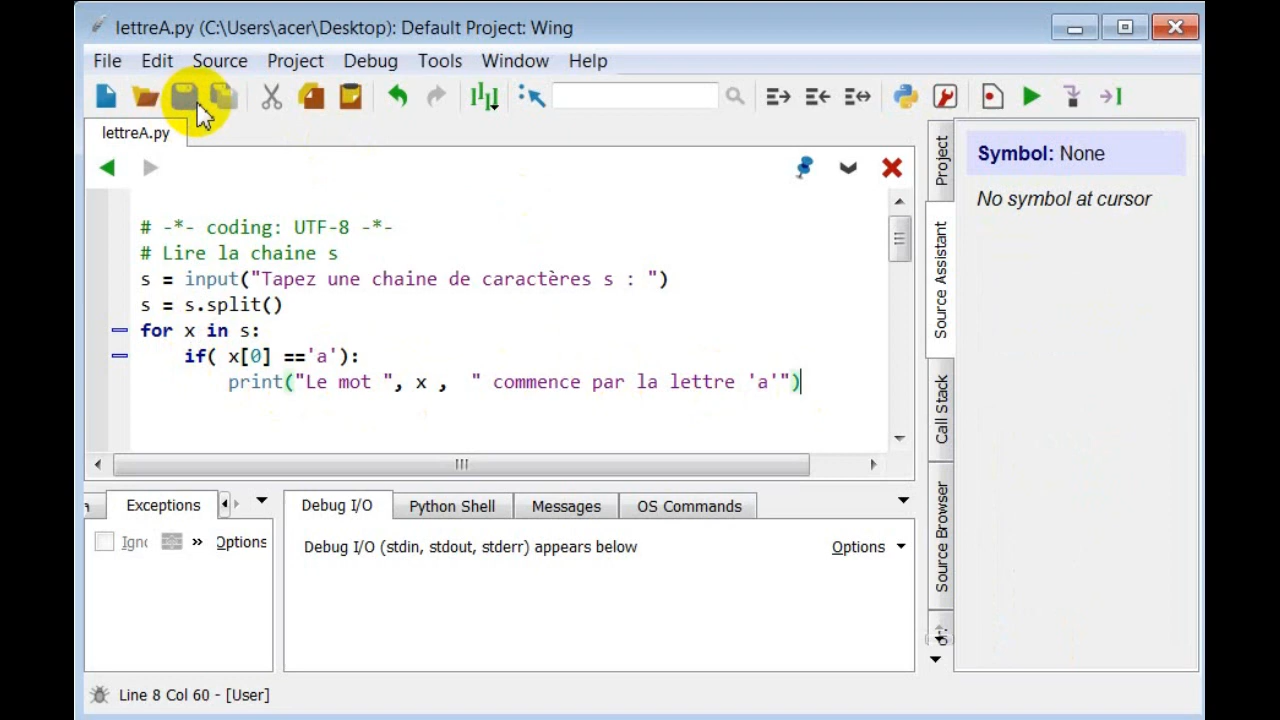 lettreA.py (C:\Users\acer\Desktop): Default Project: Wing
File Edit Source Project Debug Tools Window Help
lettreA.py
# -*- coding: UTF-8 -*-
# Lire la chaine s
s = input("Tapez une chaine de caractères s : ")
s = s.split()
for x in s:
    if( x[0] =='a'):
        print("Le mot ", x ,  " commence par la lettre 'a'")
Project
Source Assistant
Call Stack
Source Browser
Symbol: None
No symbol at cursor
Exceptions
Options
Debug I/O Python Shell Messages OS Commands
Debug I/O (stdin, stdout, stderr) appears below Options
Line 8 Col 60 - [User]